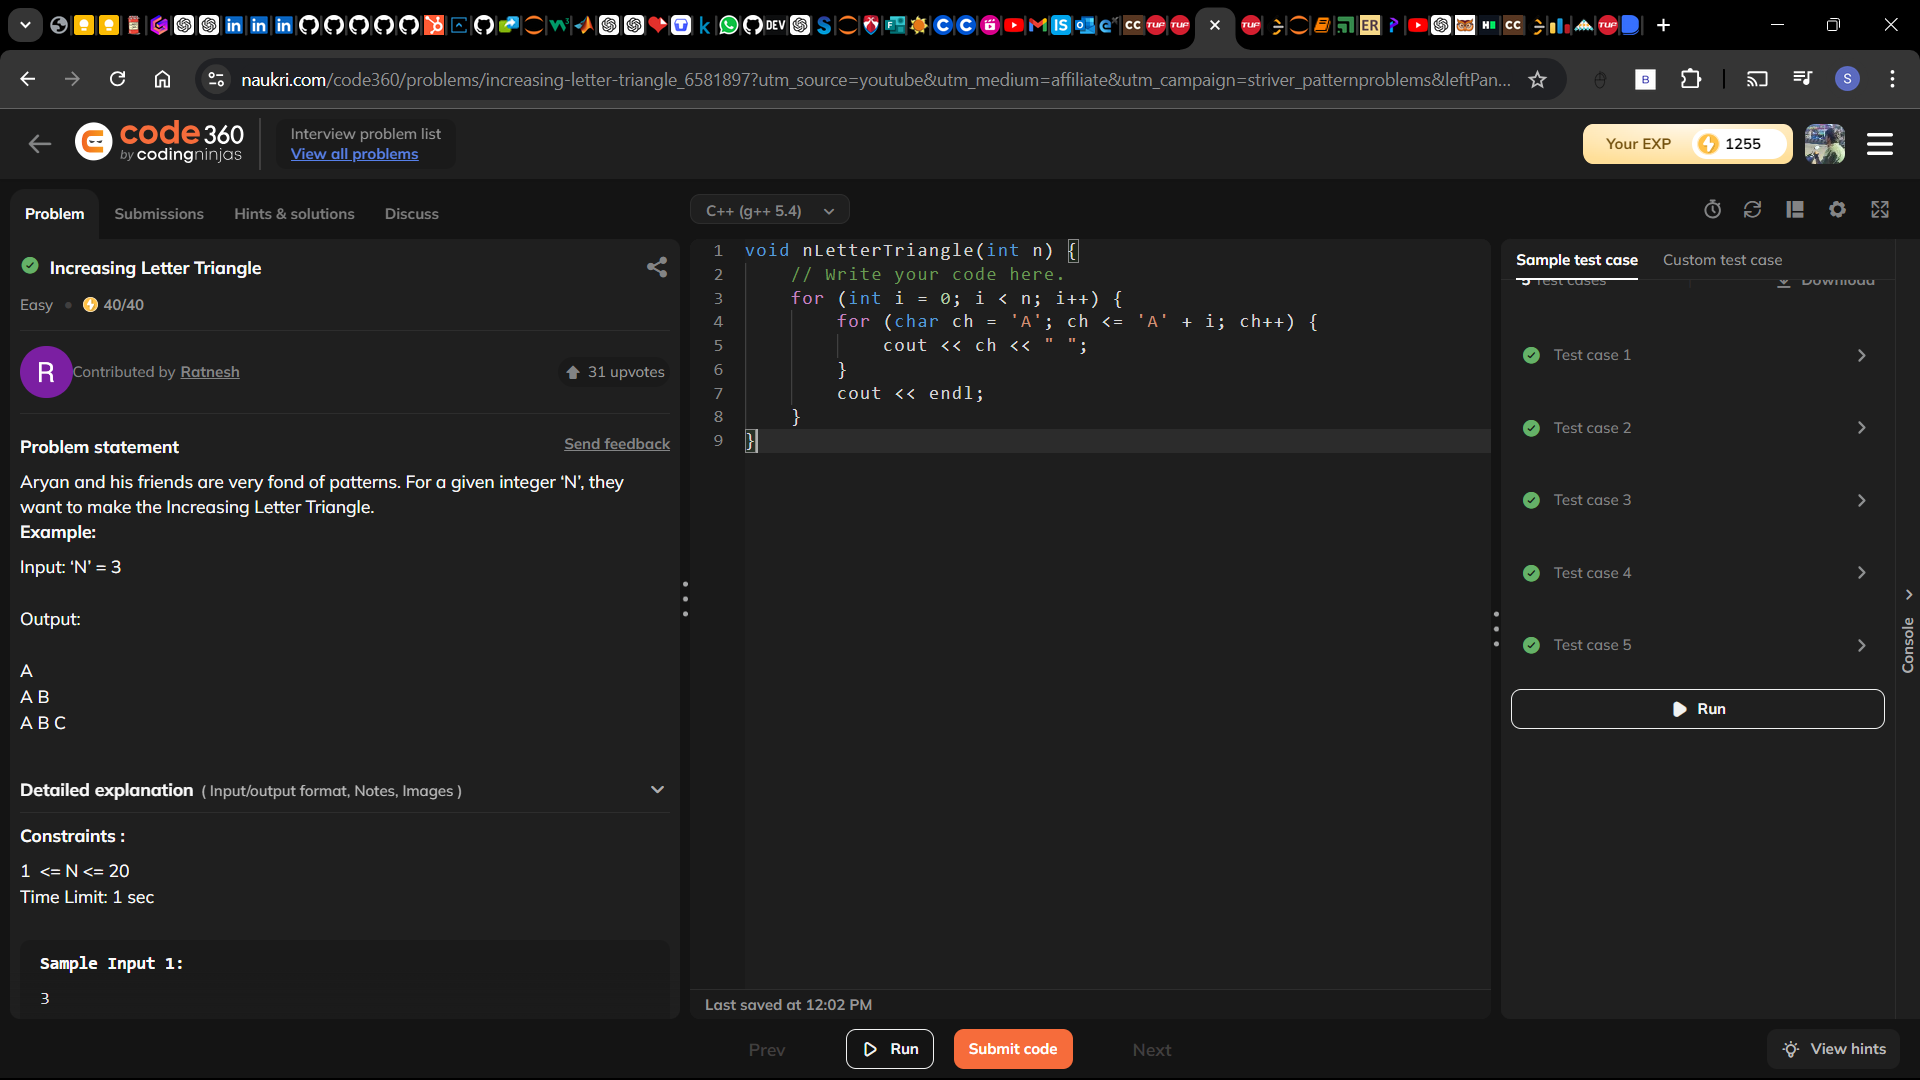 naukri.com/code360/problems/increasing-letter-triangle_6581897?utm_source=youtube&utm_medium=affiliate&utm_campaign=striver_patternproblems&leftPan...
code360
by codingninjas
Interview problem list
View all problems
Your EXP 1255
Problem Submissions Hints & solutions Discuss
C++ (g++ 5.4)
Increasing Letter Triangle
Easy 40/40
R
Contributed by Ratnesh
31 upvotes
Problem statement
Send feedback
Aryan and his friends are very fond of patterns. For a given integer ‘N’, they
want to make the Increasing Letter Triangle.
Example:
Input: ‘N’ = 3
Output:
A
A B
A B C
Detailed explanation ( Input/output format, Notes, Images )
Constraints :
1 <= N <= 20
Time Limit: 1 sec
Sample Input 1:
3
1 void nLetterTriangle(int n) {
2 // Write your code here.
3 for (int i = 0; i < n; i++) {
4 for (char ch = 'A'; ch <= 'A' + i; ch++) {
5 cout << ch << " ";
6 }
7 cout << endl;
8 }
9 }
Last saved at 12:02 PM
Sample test case Custom test case
5 Test cases Download
Test case 1
Test case 2
Test case 3
Test case 4
Test case 5
Run
Console
Prev Run Submit code Next
View hints